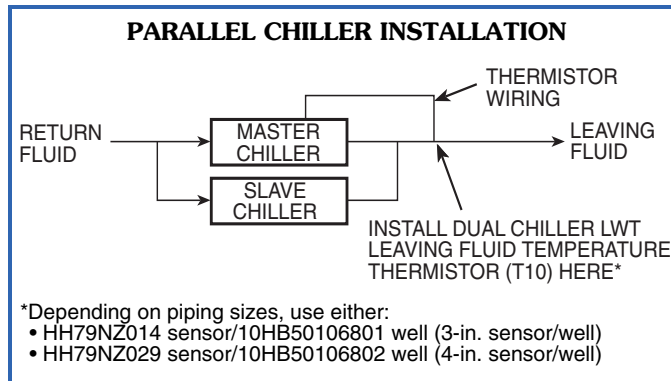 PARALLEL CHILLER INSTALLATION
THERMISTOR
WIRING
RETURN
FLUID
MASTER
CHILLER
LEAVING
FLUID
SLAVE
CHILLER
INSTALL DUAL CHILLER LWT
LEAVING FLUID TEMPERATURE
THERMISTOR (T10) HERE*
*Depending on piping sizes, use either:
• HH79NZ014 sensor/10HB50106801 well (3-in. sensor/well)
• HH79NZ029 sensor/10HB50106802 well (4-in. sensor/well)